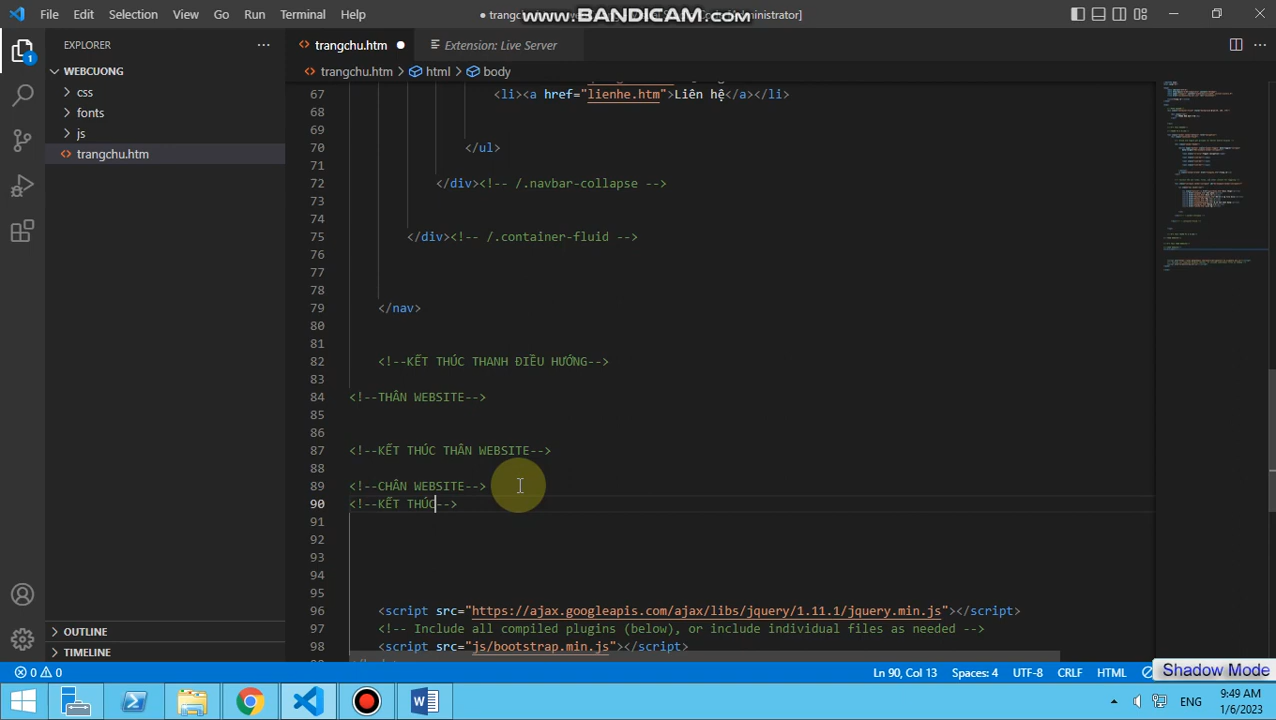 File Edit Selection View Go Run Terminal Help
● trangc
www.BANDICAM.com
ministrator]
EXPLORER
trangchu.htm
Extension: Live Server
WEBCUONG
trangchu.htm > html > body
css
fonts
js
trangchu.htm
67 <li><a href="lienhe.htm">Liên hệ</a></li>
68
69
70 </ul>
71
72 </div><!-- /.navbar-collapse -->
73
74
75 </div><!-- /.container-fluid -->
76
77
78
79 </nav>
80
81
82 <!--KẾT THÚC THANH ĐIỀU HƯỚNG-->
83
84 <!--THÂN WEBSITE-->
85
86
87 <!--KẾT THÚC THÂN WEBSITE-->
88
89 <!--CHÂN WEBSITE-->
90 <!--KẾT THÚC-->
91
92
93
94
95
96 <script src="https://ajax.googleapis.com/ajax/libs/jquery/1.11.1/jquery.min.js"></script>
97 <!-- Include all compiled plugins (below), or include individual files as needed -->
98 <script src="js/bootstrap.min.js"></script>
OUTLINE
TIMELINE
0 0
Ln 90, Col 13 Spaces: 4 UTF-8 CRLF HTML
Shadow Mode
ENG
9:49 AM
1/6/2023